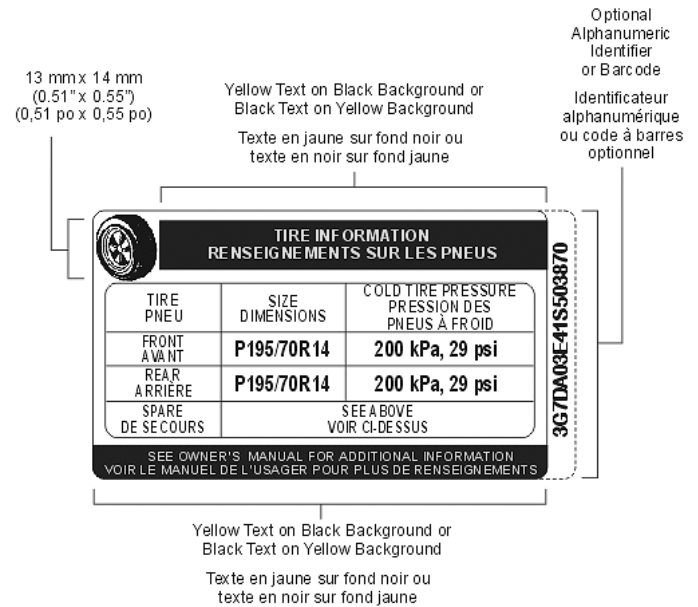 Optional
Alphanumeric
Identifier
or Barcode
Identificateur
alphanumérique
ou code à barres
optionnel
13 mm x 14 mm
(0.51" x 0.55")
(0,51 po x 0,55 po)
Yellow Text on Black Background or
Black Text on Yellow Background
Texte en jaune sur fond noir ou
texte en noir sur fond jaune
TIRE INFORMATION
RENSEIGNEMENTS SUR LES PNEUS
TIRE
PNEU
SIZE
DIMENSIONS
COLD TIRE PRESSURE
PRESSION DES
PNEUS À FROID
FRONT
AVANT
P195/70R14
200 kPa, 29 psi
REAR
ARRIÈRE
P195/70R14
200 kPa, 29 psi
SPARE
DE SECOURS
SEE ABOVE
VOIR CI-DESSUS
SEE OWNER'S MANUAL FOR ADDITIONAL INFORMATION
VOIR LE MANUEL DE L'USAGER POUR PLUS DE RENSEIGNEMENTS
3G7DA03E41S503870
Yellow Text on Black Background or
Black Text on Yellow Background
Texte en jaune sur fond noir ou
texte en noir sur fond jaune